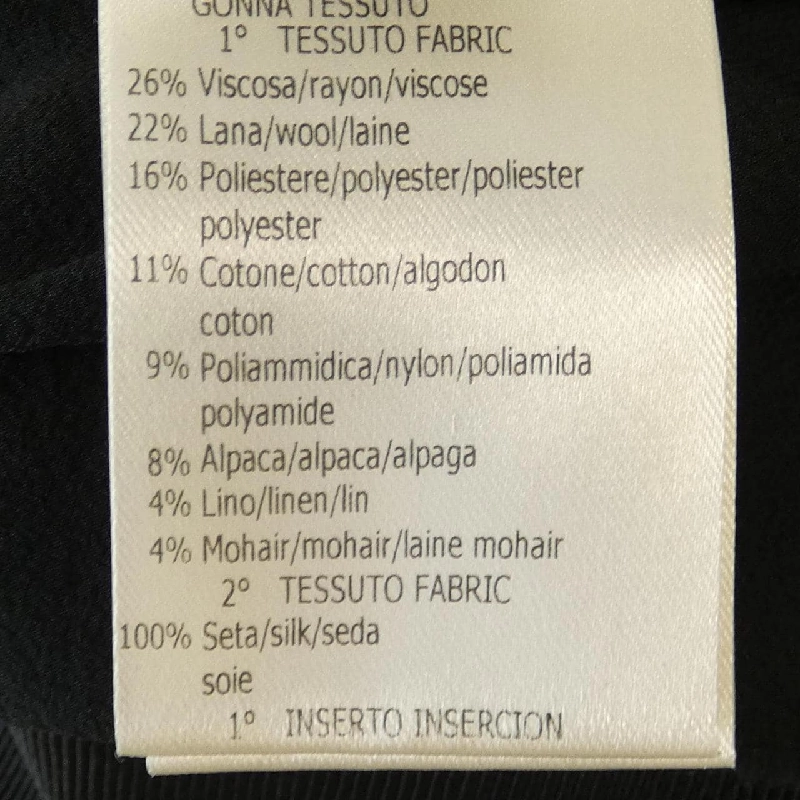 GONNA TESSUTO
1° TESSUTO FABRIC
26% Viscosa/rayon/viscose
22% Lana/wool/laine
16% Poliestere/polyester/poliester
polyester
11% Cotone/cotton/algodon
coton
9% Poliammidica/nylon/poliamida
polyamide
8% Alpaca/alpaca/alpaga
4% Lino/linen/lin
4% Mohair/mohair/laine mohair
2° TESSUTO FABRIC
100% Seta/silk/seda
soie
1° INSERTO INSERCION